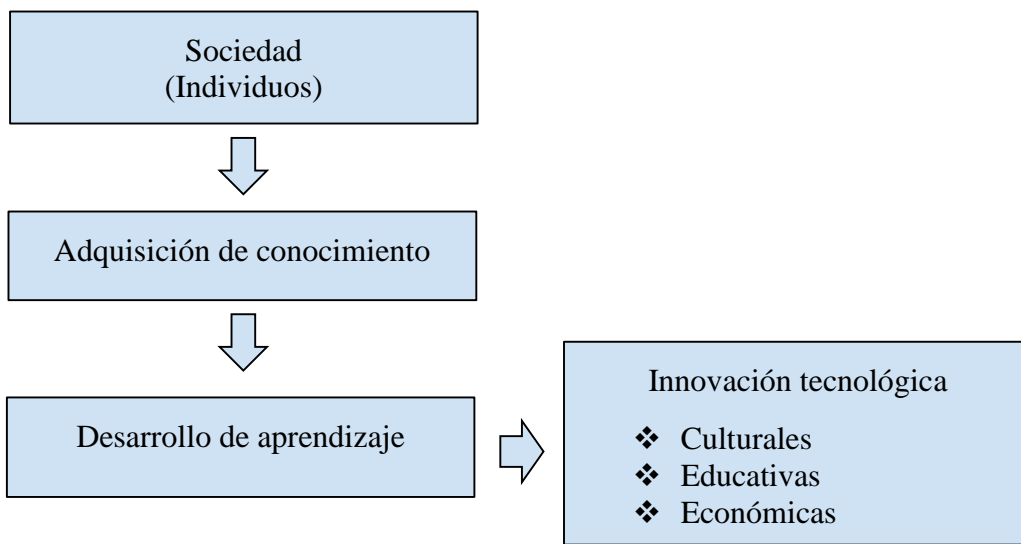 Sociedad
(Individuos)
Adquisición de conocimiento
Desarrollo de aprendizaje
Innovación tecnológica
❖ Culturales
❖ Educativas
❖ Económicas